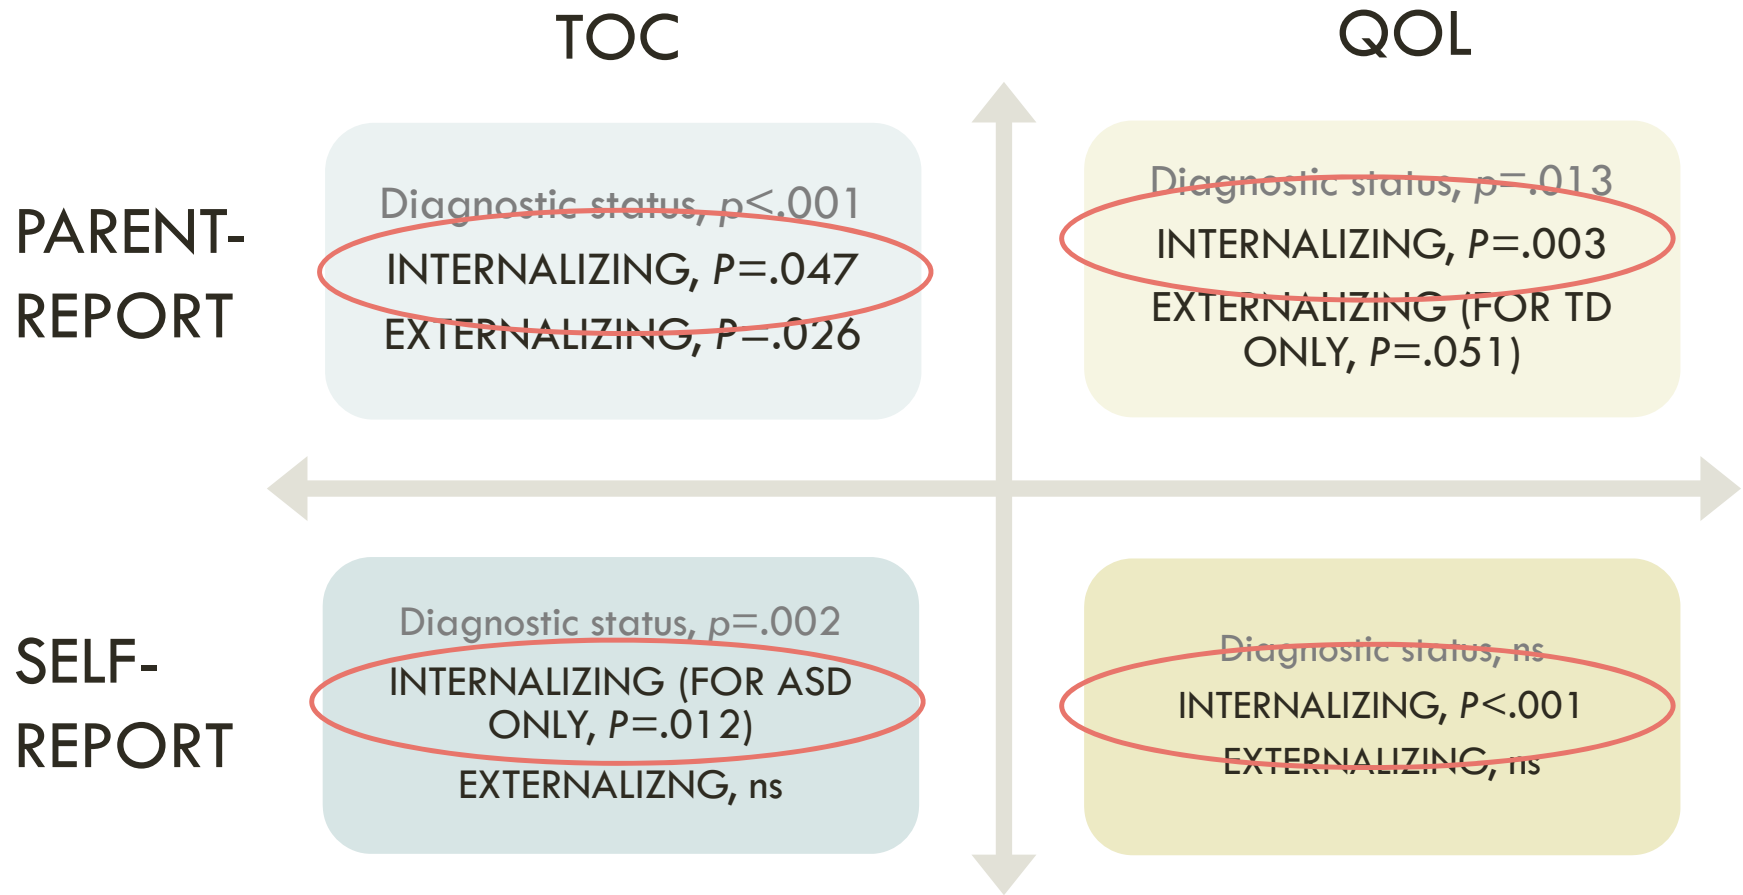 TOC
QOL
PARENT-
REPORT
Diagnostic status, p<.001
INTERNALIZING, P=.047
EXTERNALIZING, P=.026
Diagnostic status, p=.013
INTERNALIZING, P=.003
EXTERNALIZING (FOR TD
ONLY, P=.051)
SELF-
REPORT
Diagnostic status, p=.002
INTERNALIZING (FOR ASD
ONLY, P=.012)
EXTERNALIZNG, ns
Diagnostic status, ns
INTERNALIZING, P<.001
EXTERNALIZING, ns